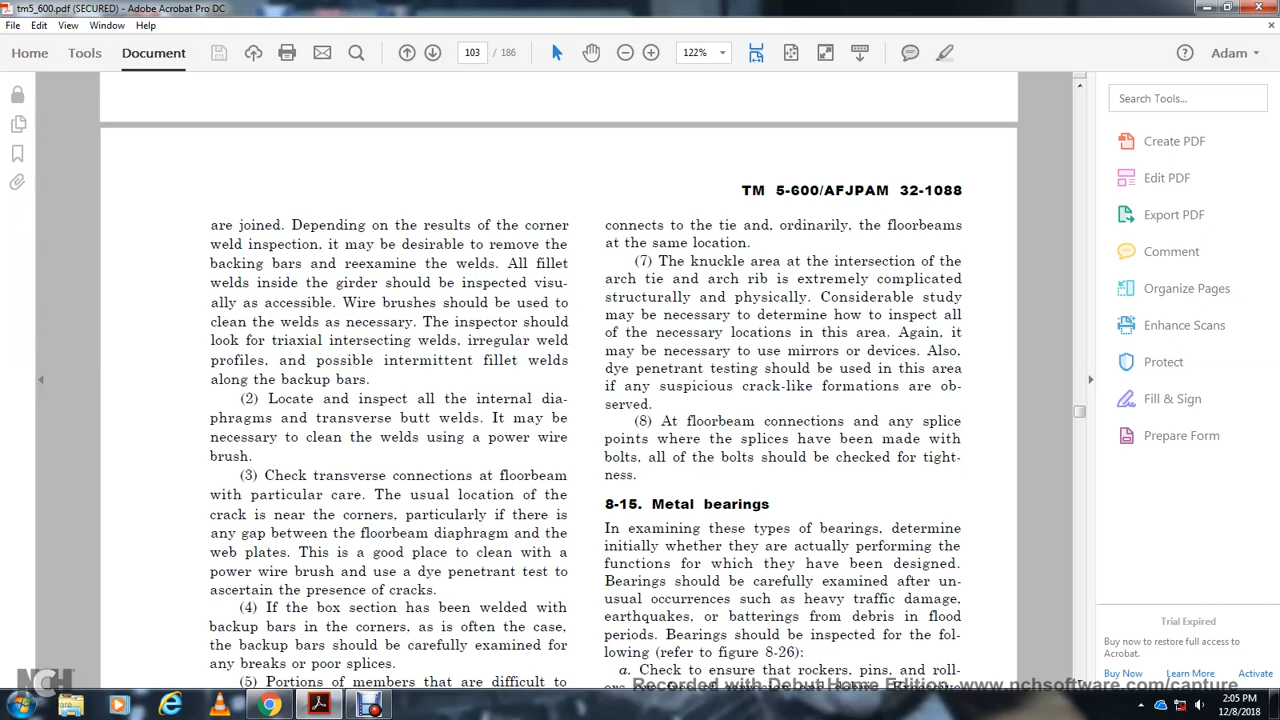 tm5_600.pdf (SECURED) - Adobe Acrobat Pro DC
File Edit View Window Help
Home Tools Document 103 / 186 122% Adam
Search Tools...
Create PDF
Edit PDF
Export PDF
Comment
Organize Pages
Enhance Scans
Protect
Fill & Sign
Prepare Form
Trial Expired
Buy now to restore full access to
Acrobat.
Buy Now Learn More Activate
TM 5-600/AFJPAM 32-1088
are joined. Depending on the results of the corner
weld inspection, it may be desirable to remove the
backing bars and reexamine the welds. All fillet
welds inside the girder should be inspected visu-
ally as accessible. Wire brushes should be used to
clean the welds as necessary. The inspector should
look for triaxial intersecting welds, irregular weld
profiles, and possible intermittent fillet welds
along the backup bars.
(2) Locate and inspect all the internal dia-
phragms and transverse butt welds. It may be
necessary to clean the welds using a power wire
brush.
(3) Check transverse connections at floorbeam
with particular care. The usual location of the
crack is near the corners, particularly if there is
any gap between the floorbeam diaphragm and the
web plates. This is a good place to clean with a
power wire brush and use a dye penetrant test to
ascertain the presence of cracks.
(4) If the box section has been welded with
backup bars in the corners, as is often the case,
the backup bars should be carefully examined for
any breaks or poor splices.
(5) Portions of members that are difficult to
connects to the tie and, ordinarily, the floorbeams
at the same location.
(7) The knuckle area at the intersection of the
arch tie and arch rib is extremely complicated
structurally and physically. Considerable study
may be necessary to determine how to inspect all
of the necessary locations in this area. Again, it
may be necessary to use mirrors or devices. Also,
dye penetrant testing should be used in this area
if any suspicious crack-like formations are ob-
served.
(8) At floorbeam connections and any splice
points where the splices have been made with
bolts, all of the bolts should be checked for tight-
ness.
8-15. Metal bearings
In examining these types of bearings, determine
initially whether they are actually performing the
functions for which they have been designed.
Bearings should be carefully examined after un-
usual occurrences such as heavy traffic damage,
earthquakes, or batterings from debris in flood
periods. Bearings should be inspected for the fol-
lowing (refer to figure 8-26):
a. Check to ensure that rockers, pins, and roll-
NCH
Recorded with Debut Home Edition. www.nchsoftware.com/capture
2:05 PM
12/8/2018